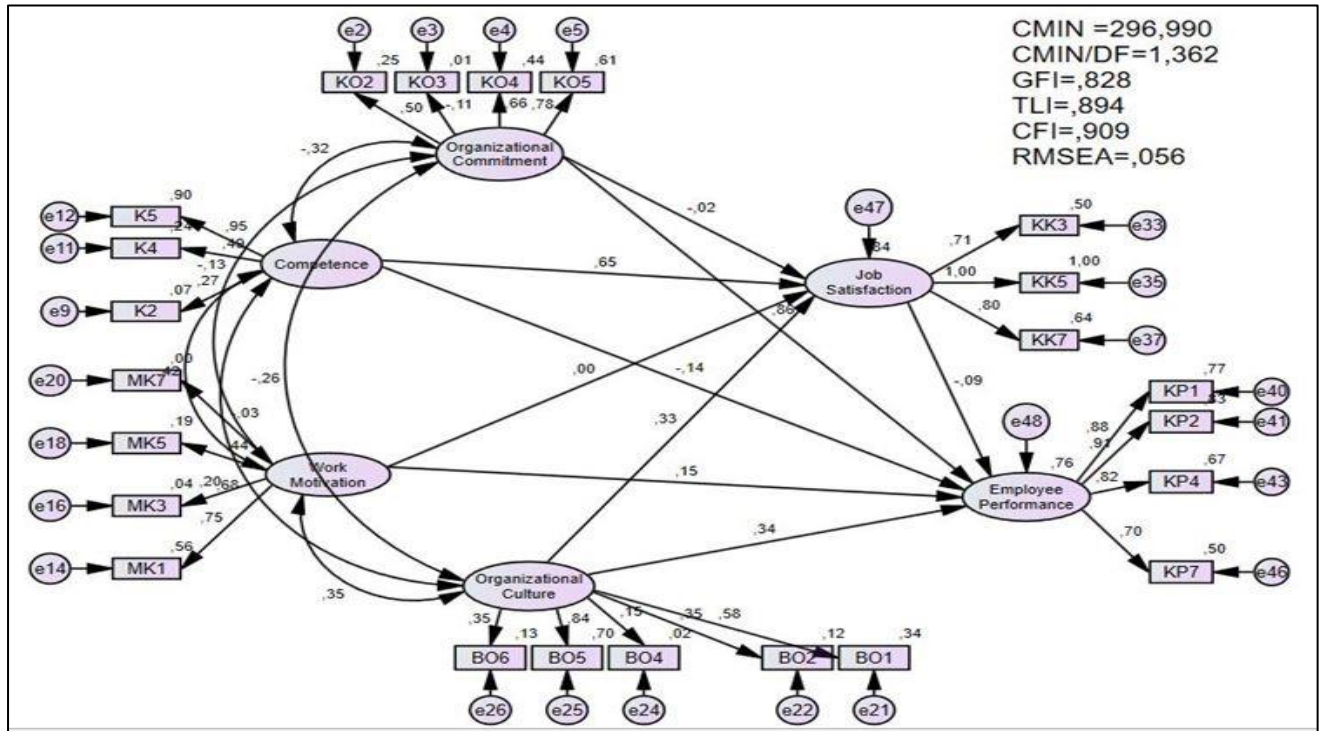 CMIN =296,990
CMIN/DF=1,362
GFI=,828
TLI=,894
CFI=,909
RMSEA=,056
e2 e3 e4 e5
,25 ,01 ,44 ,61
KO2 KO3 KO4 KO5
,50 -,11 ,66 ,78
Organizational
Commitment
-,32
-,02
,90
e12 K5
,95
e11 K4
,24 ,49
-,13
Competence
,27
,07
e9 K2
,65
e47
Job
Satisfaction
,50
,71 KK3 e33
1,00 1,00
KK5 e35
,80 ,64
KK7 e37
,86
,00
e20 MK7
,42
-,26
-,03
,00
-,14
,33
-,09
,19
e18 MK5
,44
Work
Motivation
,04 ,20 ,68
e16 MK3
,75
,56
e14 MK1
,15
e48
,76
Employee
Performance
,77
KP1 e40
,88
KP2 e41
,91
,67
,82 KP4 e43
,70 ,50
KP7 e46
,34
,35
Organizational
Culture
,35 ,84 ,15 ,35 ,58
,13 ,70 ,02 ,12 ,34
BO6 BO5 BO4 BO2 BO1
e26 e25 e24 e22 e21